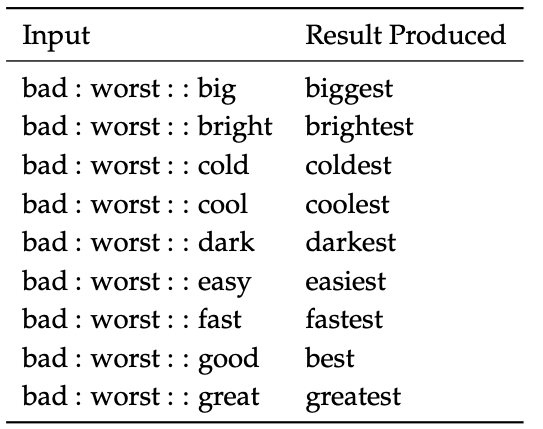 Input Result Produced
bad : worst : : big biggest
bad : worst : : bright brightest
bad : worst : : cold coldest
bad : worst : : cool coolest
bad : worst : : dark darkest
bad : worst : : easy easiest
bad : worst : : fast fastest
bad : worst : : good best
bad : worst : : great greatest